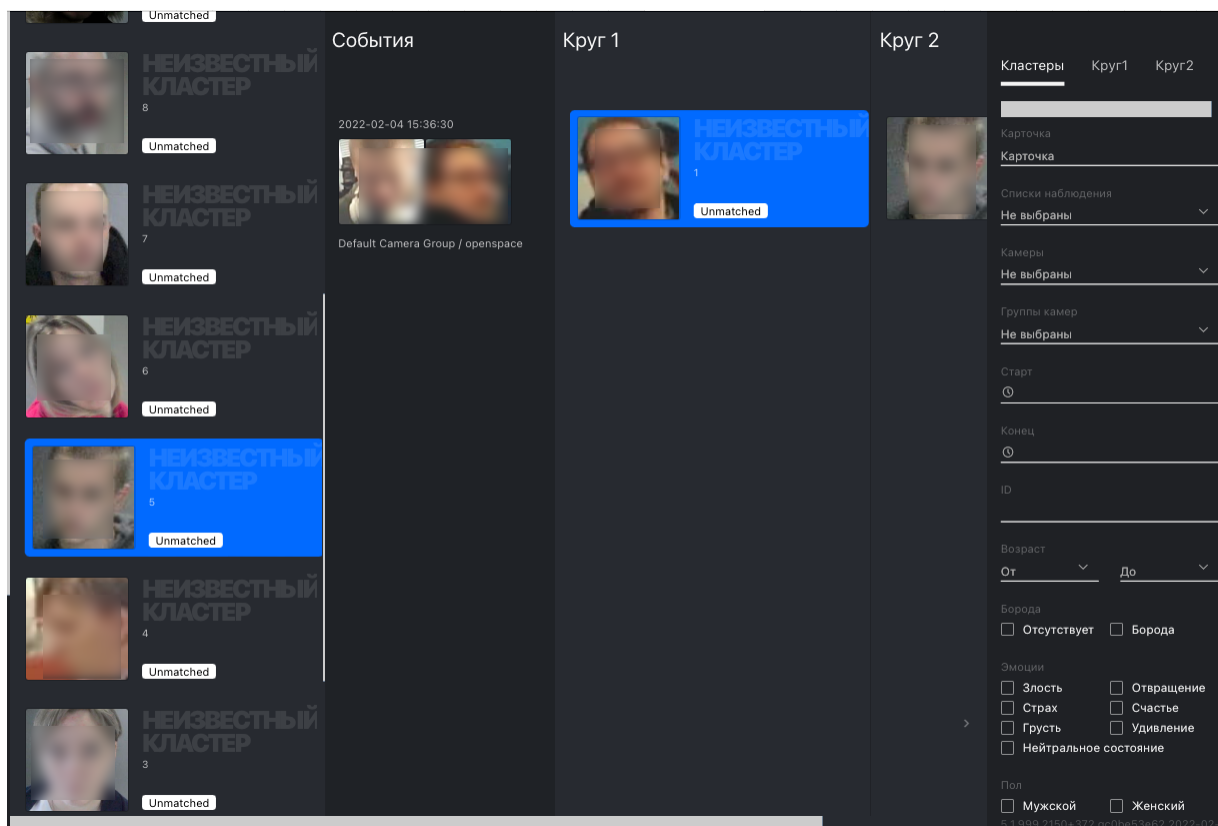 Unmatched
НЕИЗВЕСТНЫЙ
КЛАСТЕР
8
Unmatched
НЕИЗВЕСТНЫЙ
КЛАСТЕР
7
Unmatched
НЕИЗВЕСТНЫЙ
КЛАСТЕР
6
Unmatched
НЕИЗВЕСТНЫЙ
КЛАСТЕР
5
Unmatched
НЕИЗВЕСТНЫЙ
КЛАСТЕР
4
Unmatched
НЕИЗВЕСТНЫЙ
КЛАСТЕР
3
Unmatched
События
2022-02-04 15:36:30
Default Camera Group / openspace
Круг 1
НЕИЗВЕСТНЫЙ
КЛАСТЕР
1
Unmatched
Круг 2
Кластеры Круг1 Круг2
Карточка
Карточка
Списки наблюдения
Не выбраны
Камеры
Не выбраны
Группы камер
Не выбраны
Старт
Конец
ID
Возраст
От До
Борода
Отсутствует Борода
Эмоции
Злость Отвращение
Страх Счастье
Грусть Удивление
Нейтральное состояние
Пол
Мужской Женский